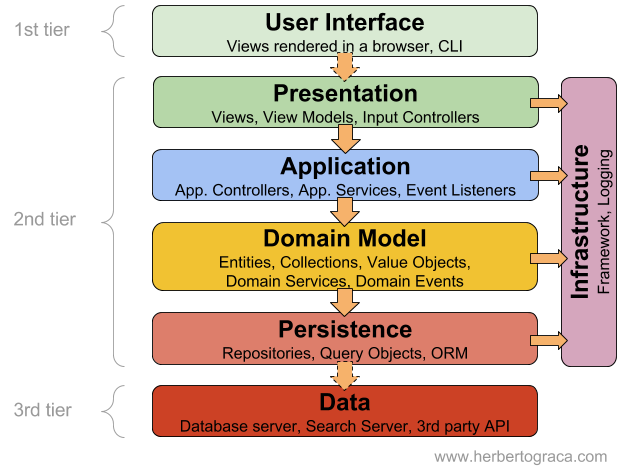 1st tier
User Interface
Views rendered in a browser, CLI
Presentation
Views, View Models, Input Controllers
Application
App. Controllers, App. Services, Event Listeners
2nd tier
Domain Model
Entities, Collections, Value Objects,
Domain Services, Domain Events
Persistence
Repositories, Query Objects, ORM
Infrastructure
Framework, Logging
3rd tier
Data
Database server, Search Server, 3rd party API
www.herbertograca.com